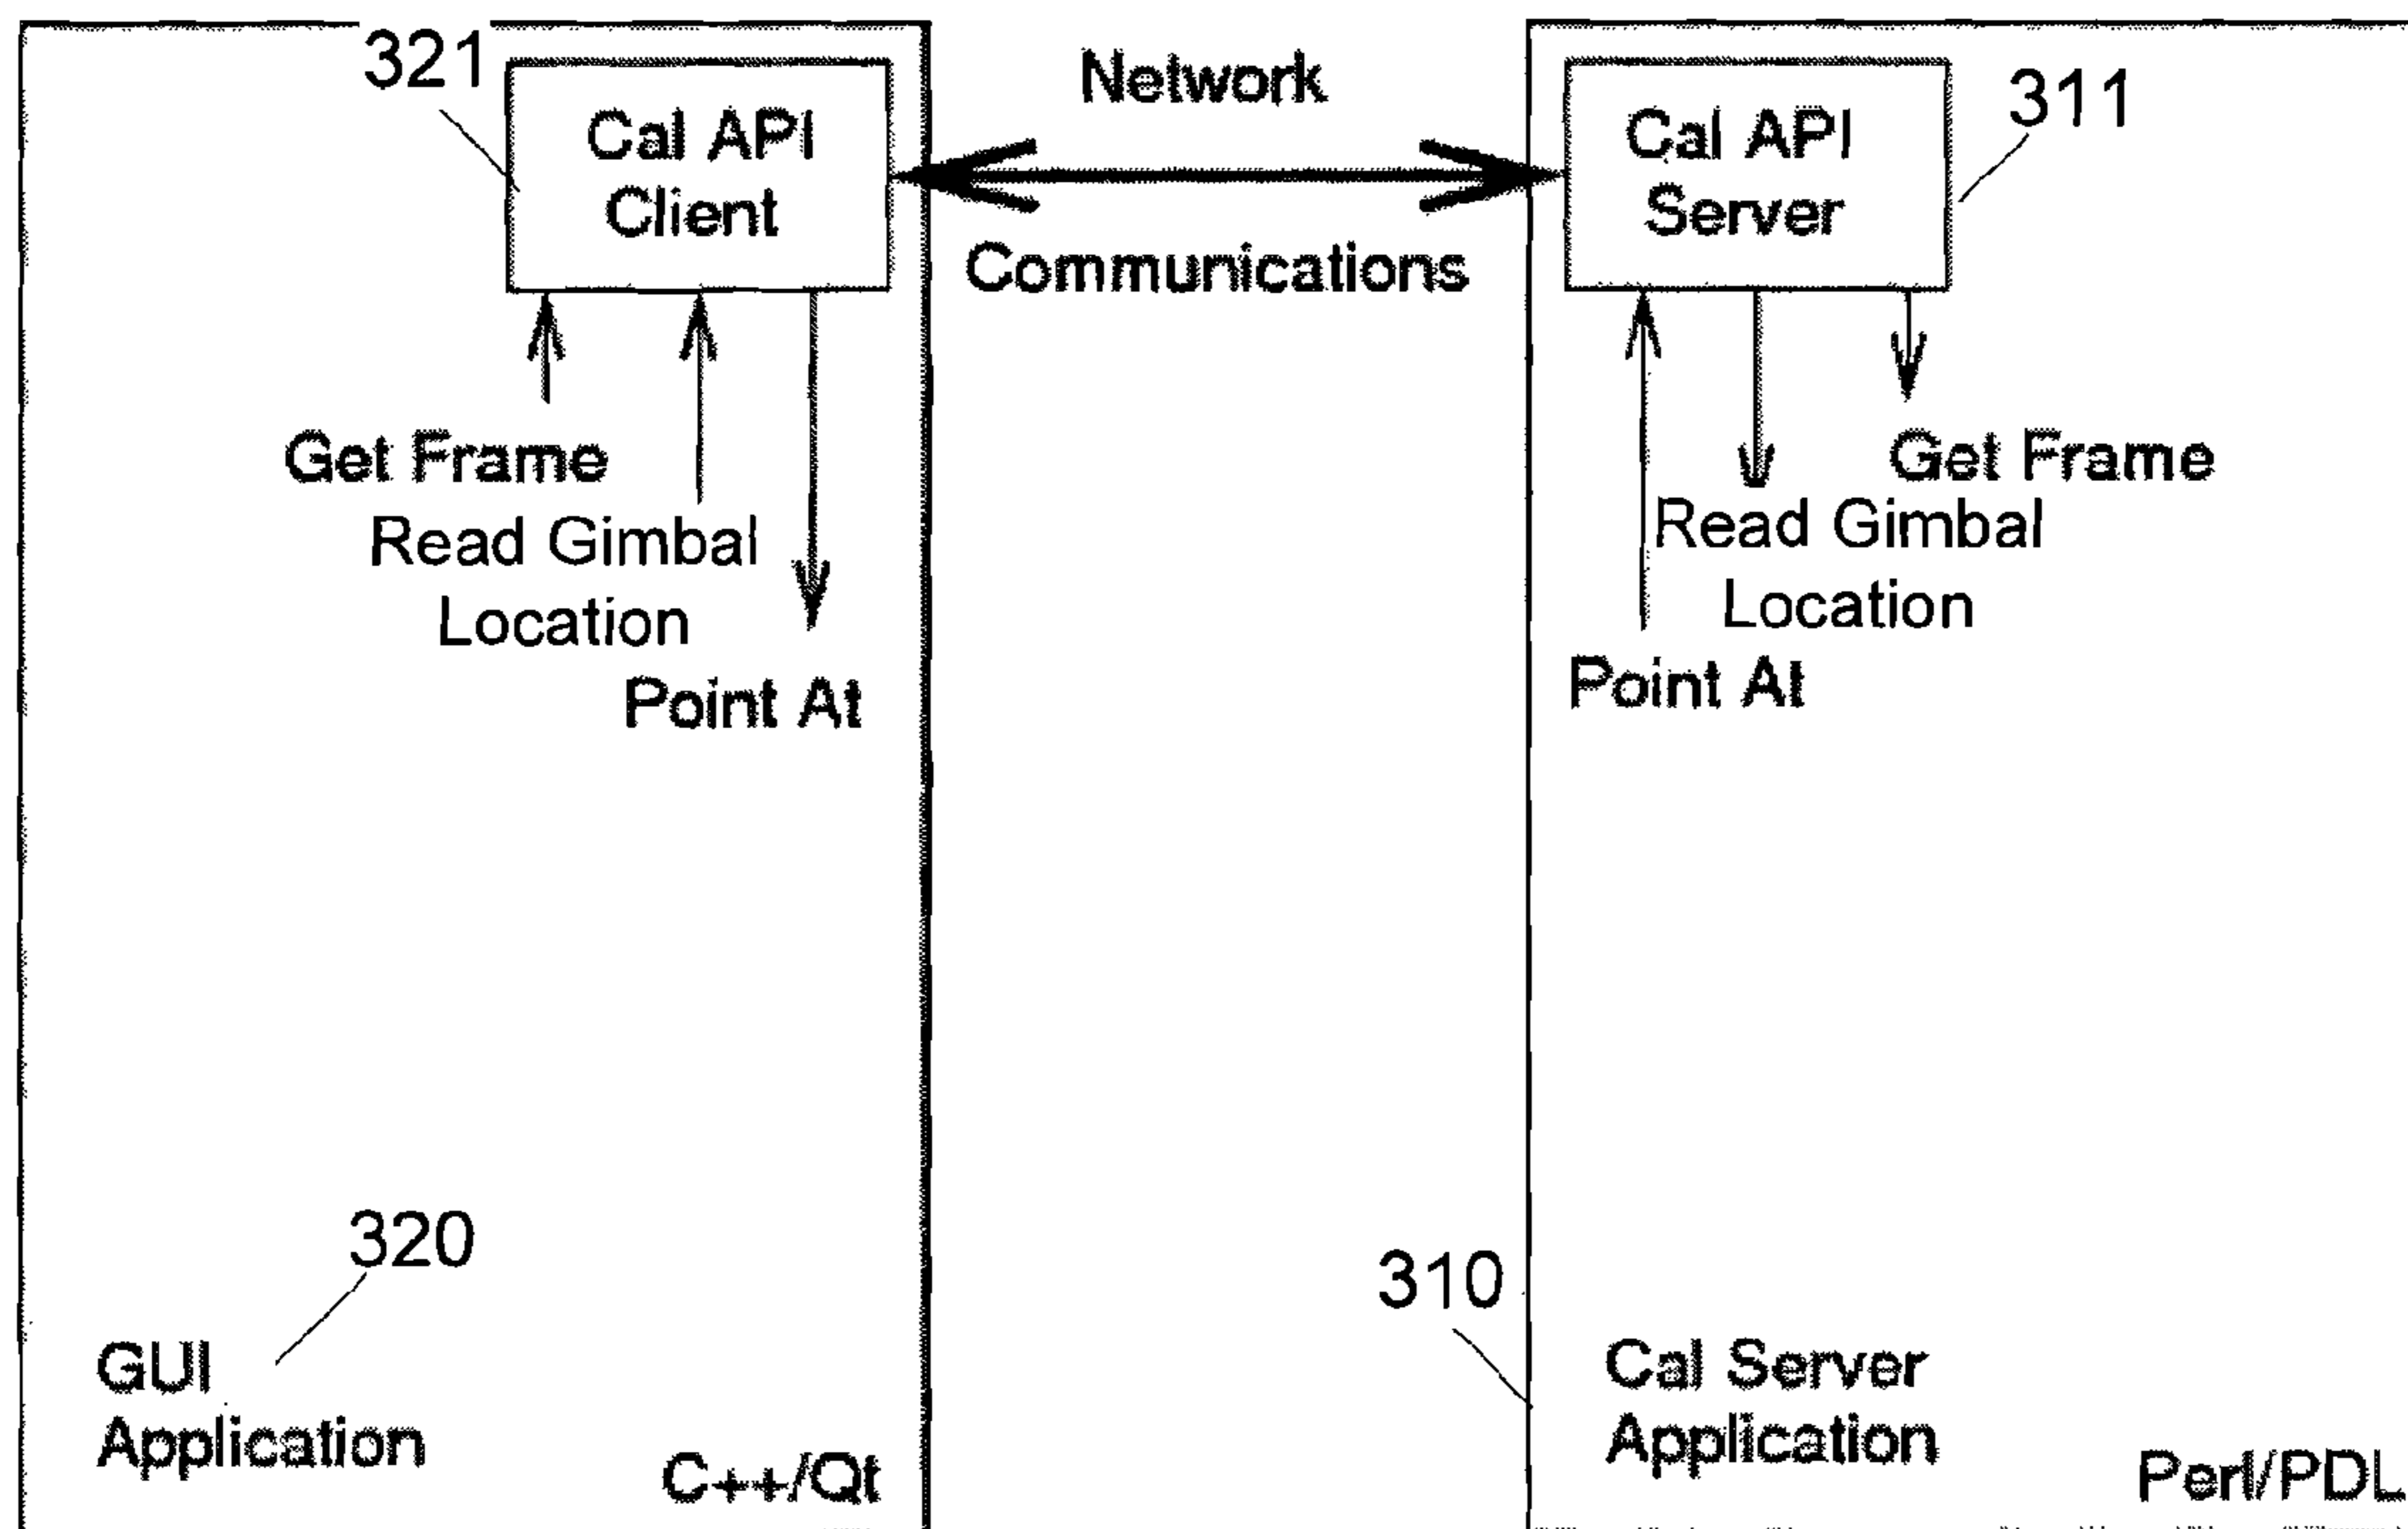 321
Cal API
Client
Network
Communications
Cal API
Server
311
Get Frame
Read Gimbal
Location
Point At
Get Frame
Read Gimbal
Location
Point At
320
GUI
Application
C++/Qt
310
Cal Server
Application
Perl/PDL